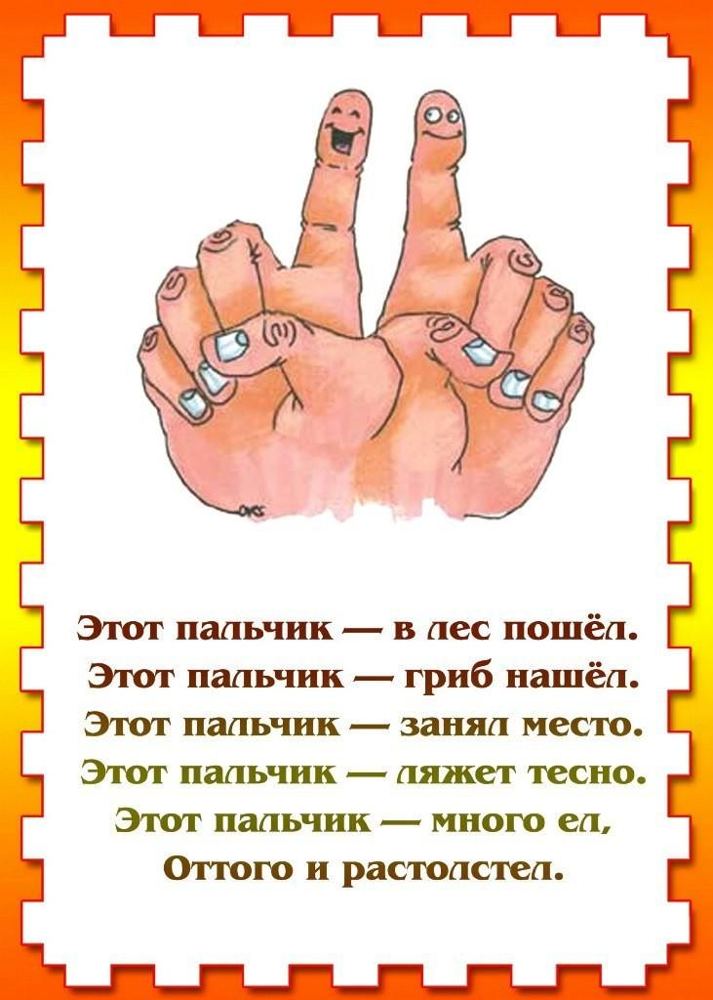 Этот пальчик — в лес пошёл.
Этот пальчик — гриб нашёл.
Этот пальчик — занял место.
Этот пальчик — ляжет тесно.
Этот пальчик — много ел,
Оттого и растолстел.